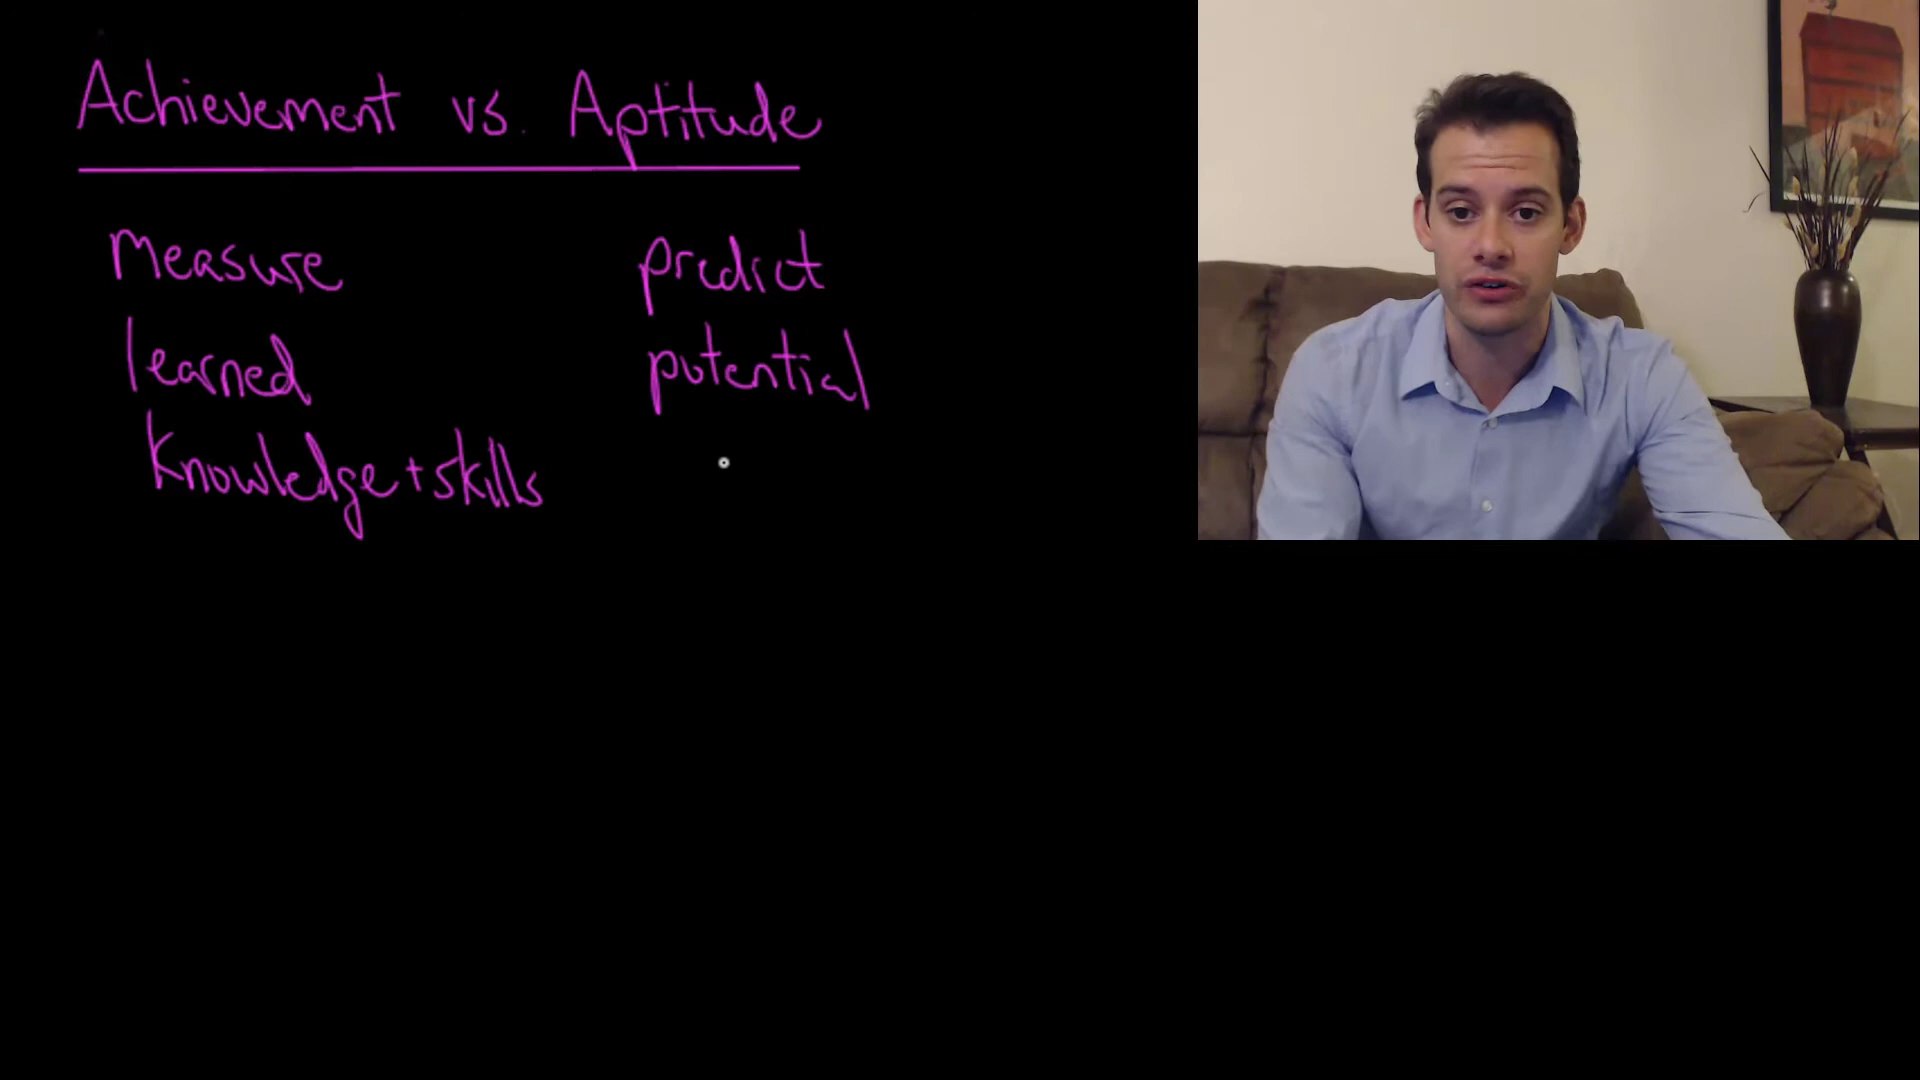 Achievement vs. Aptitude
Measure
predict
learned
potential
Knowledge + skills